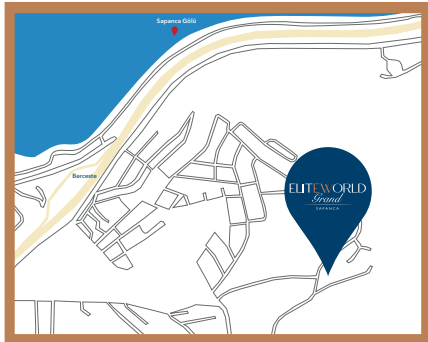 Sapanca Gölü
Berceste
ELITEWORLD
Grand
SAPANCA